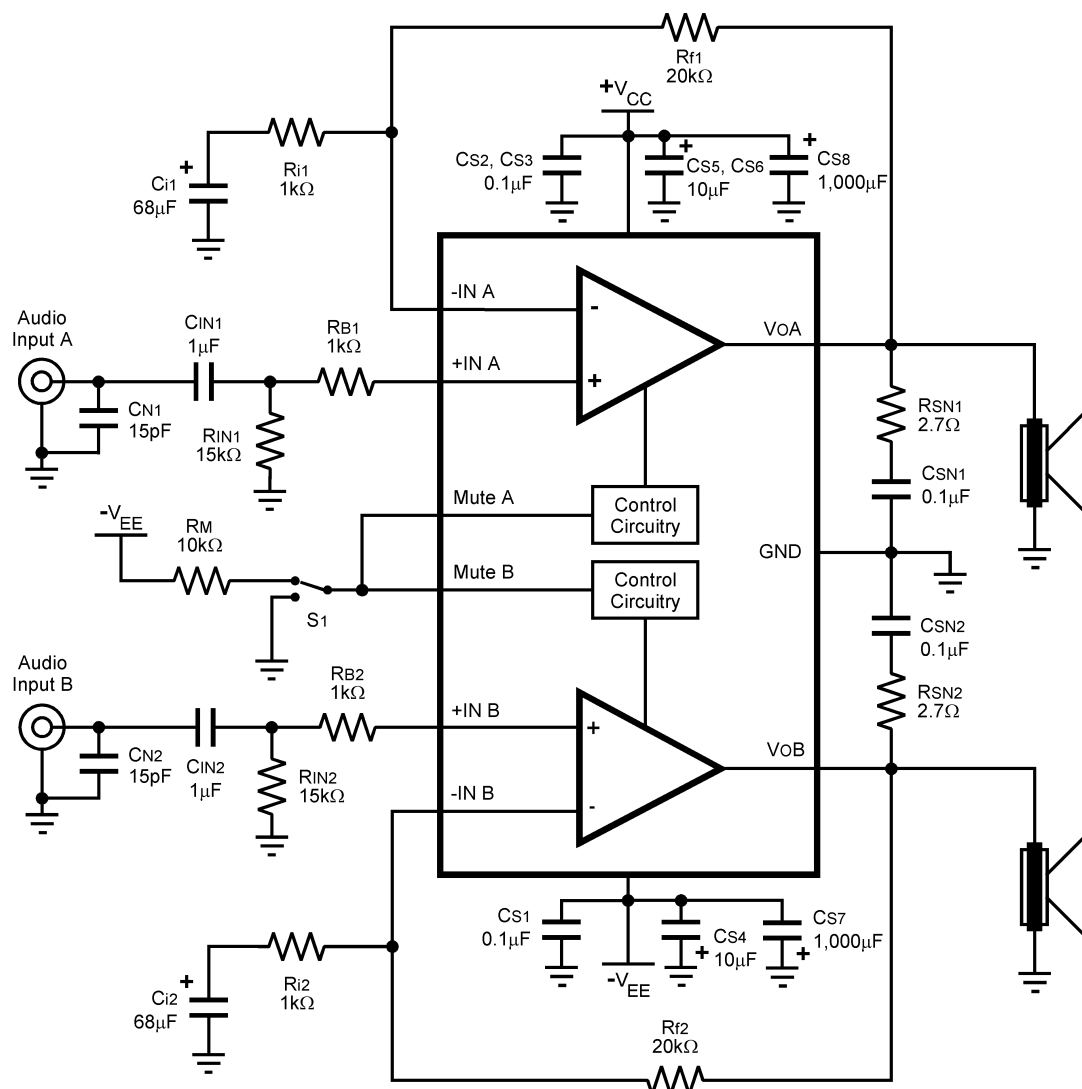 Rf1
20kΩ
+VCC
Ri1
1kΩ
+
Ci1
68µF
CS2, CS3
0.1µF
+
CS5, CS6
10µF
+
CS8
1,000µF
-IN A
-
Audio
Input A
CIN1
1µF
RB1
1kΩ
+IN A
+
VOA
CN1
15pF
RIN1
15kΩ
RSN1
2.7Ω
CSN1
0.1µF
Mute A
Control
Circuitry
-VEE
RM
10kΩ
GND
Mute B
Control
Circuitry
S1
CSN2
0.1µF
Audio
Input B
RB2
1kΩ
RSN2
2.7Ω
+IN B
+
CN2
15pF
CIN2
1µF
RIN2
15kΩ
VOB
-IN B
-
CS1
0.1µF
CS4
10µF
+
CS7
1,000µF
+
-VEE
Ri2
1kΩ
+
Ci2
68µF
Rf2
20kΩ